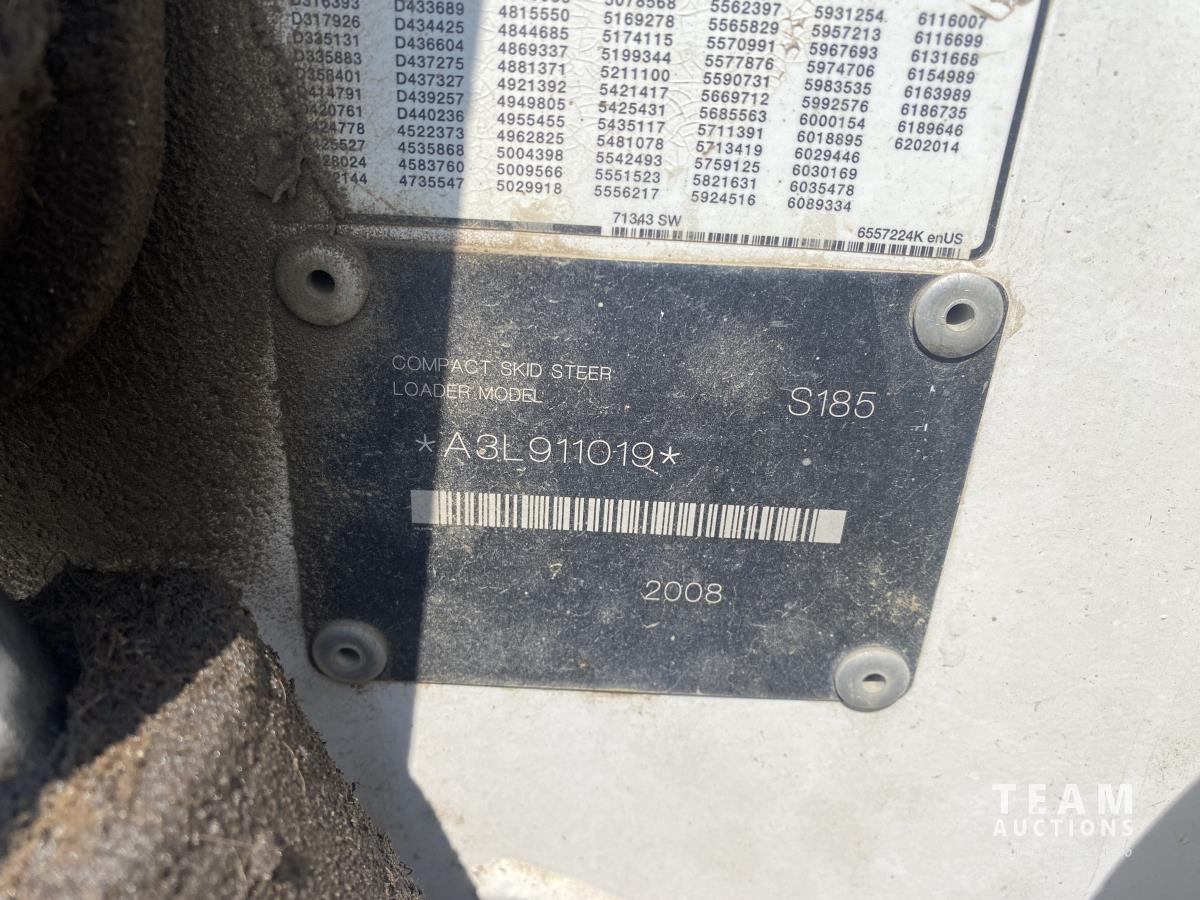 D433689 5562397 5931254
D317926 D434425 4815550 5169278 5565829 5957213 6116007
D335131 D436604 4844685 5174115 5570991 5967693 6116699
D335883 D437275 4869337 5199344 5577876 5974706 6131668
D358401 D437327 4881371 5211100 5590731 5983535 6154989
D439257 4921392 5421417 5669712 5992576 6163989
D440236 4949805 5425431 5685563 6000154 6186735
4522373 4955455 5435117 5711391 6018895 6189646
4535868 4962825 5481078 5713419 6029446 6202014
4583760 5004398 5542493 5759125 6030169
4735547 5009566 5551523 5821631 6035478
5029918 5556217 5924516 6089334
71343 SW 6557224K enUS
COMPACT SKID STEER
LOADER MODEL S185
*A3L911019*
2008
TEAM
AUCTIONS